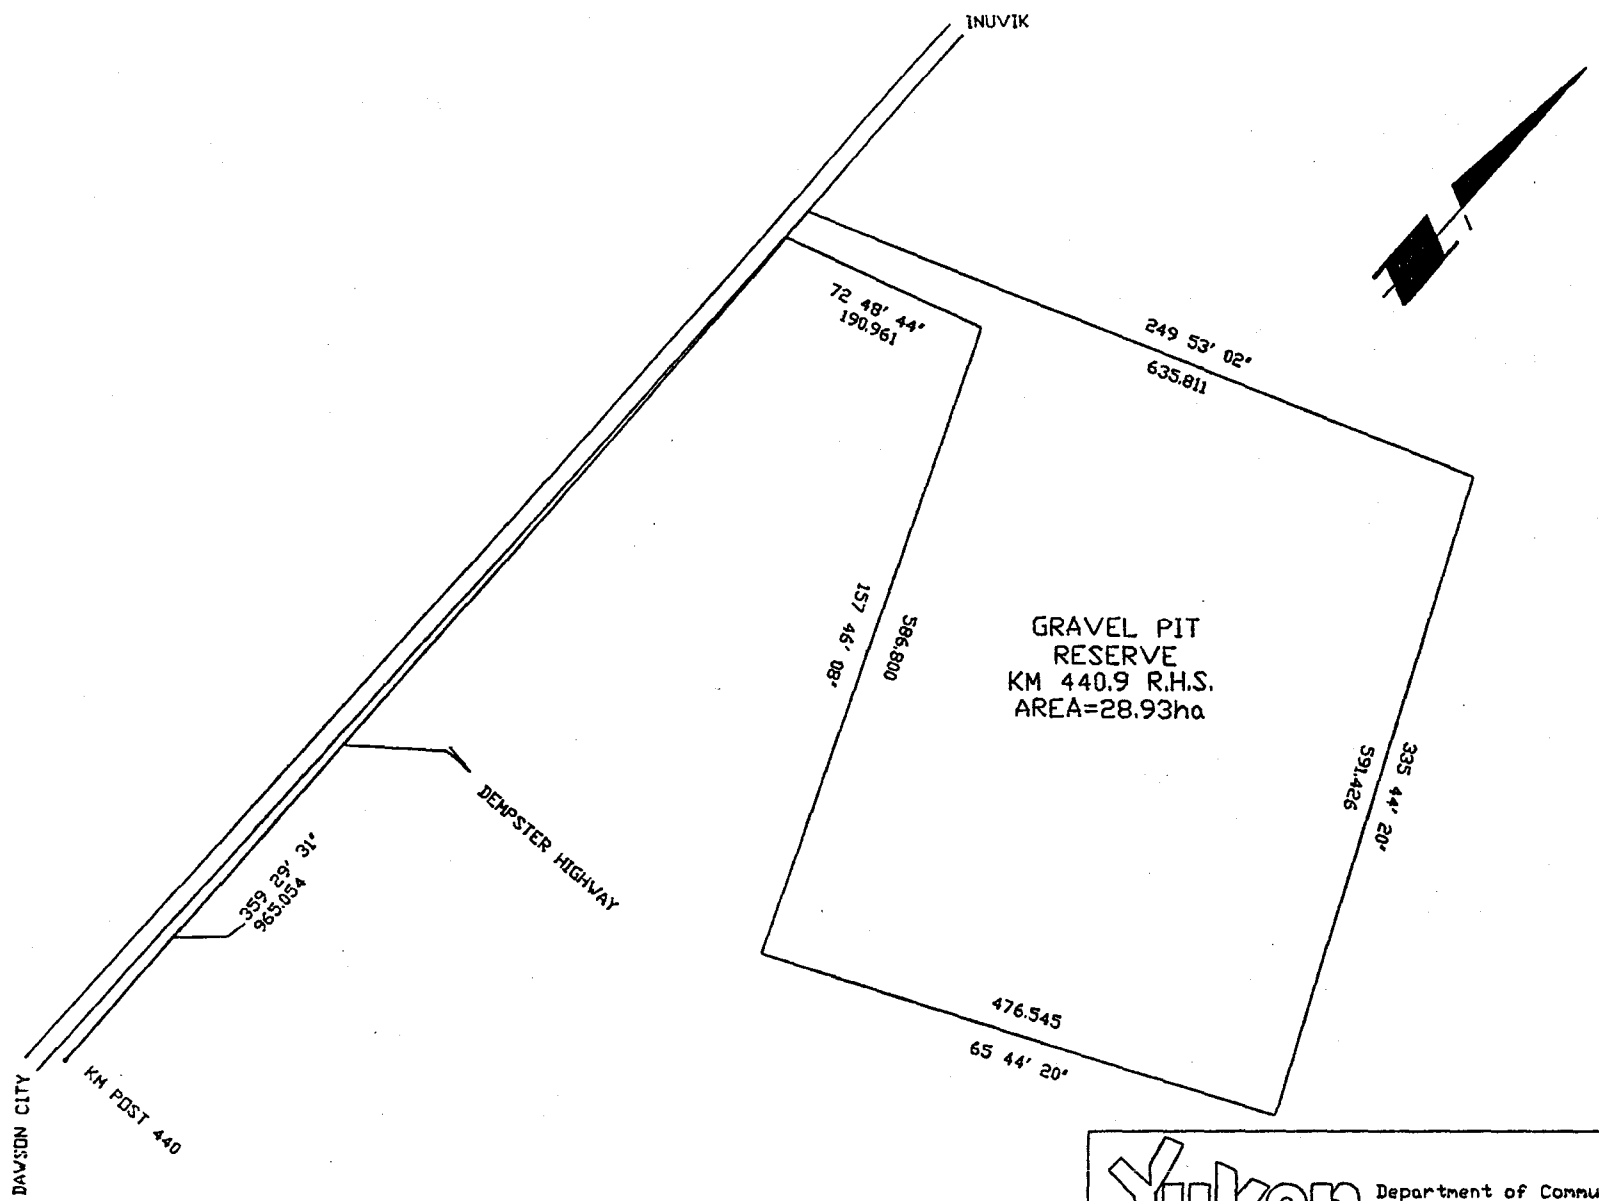 INUVIK
72 48' 44"
190.961
249 53' 02"
635.811
157 46' 08"
586.800
GRAVEL PIT
RESERVE
KM 440.9 R.H.S.
AREA=28.93ha
335 44' 20"
591.426
DEMPSTER HIGHWAY
359 29' 31"
965.054
476.545
65 44' 20"
KM POST 440
DAWSON CITY
Yukon
Department of Commu